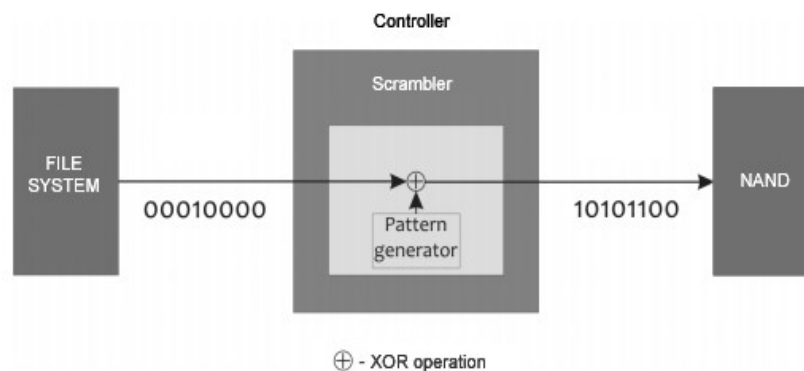 Controller
Scrambler
FILE
SYSTEM
00010000
Pattern
generator
10101100
NAND
⊕ - XOR operation